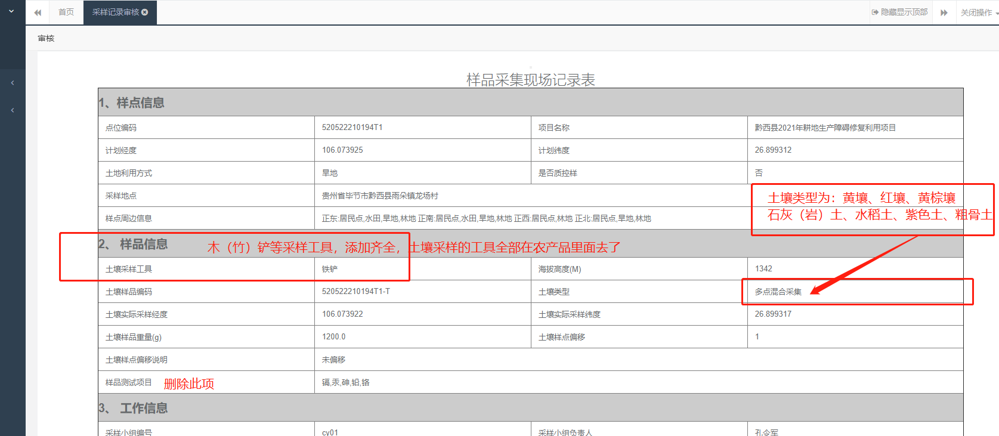 首页
采样记录审核
隐藏显示顶部
关闭操作
审核
样品采集现场记录表
1、样点信息
点位编码 520522210194T1 项目名称 黔西县2021年耕地生产障碍修复利用项目
计划经度 106.073925 计划纬度 26.899312
土地利用方式 旱地 是否质控样 否
采样地点 贵州省毕节市黔西县雨朵镇龙场村
土壤类型为：黄壤、红壤、黄棕壤
石灰（岩）土、水稻土、紫色土、粗骨土
样点周边信息 正东:居民点,水田,旱地,林地 正南:居民点,水田,旱地,林地 正西:居民点,林地 正北:居民点,旱地,林地
2、 样品信息
木（竹）铲等采样工具，添加齐全，土壤采样的工具全部在农产品里面去了
土壤采样工具 铁铲 海拔高度(M) 1342
土壤样品编码 520522210194T1-T 土壤类型 多点混合采集
土壤实际采样经度 106.073922 土壤实际采样纬度 26.899317
土壤样品重量(g) 1200.0 土壤样点偏移 1
土壤样点偏移说明 未偏移
样品测试项目 删除此项 镉,汞,砷,铅,铬
3、 工作信息
采样小组编号 cy01 采样小组负责人 孔令军